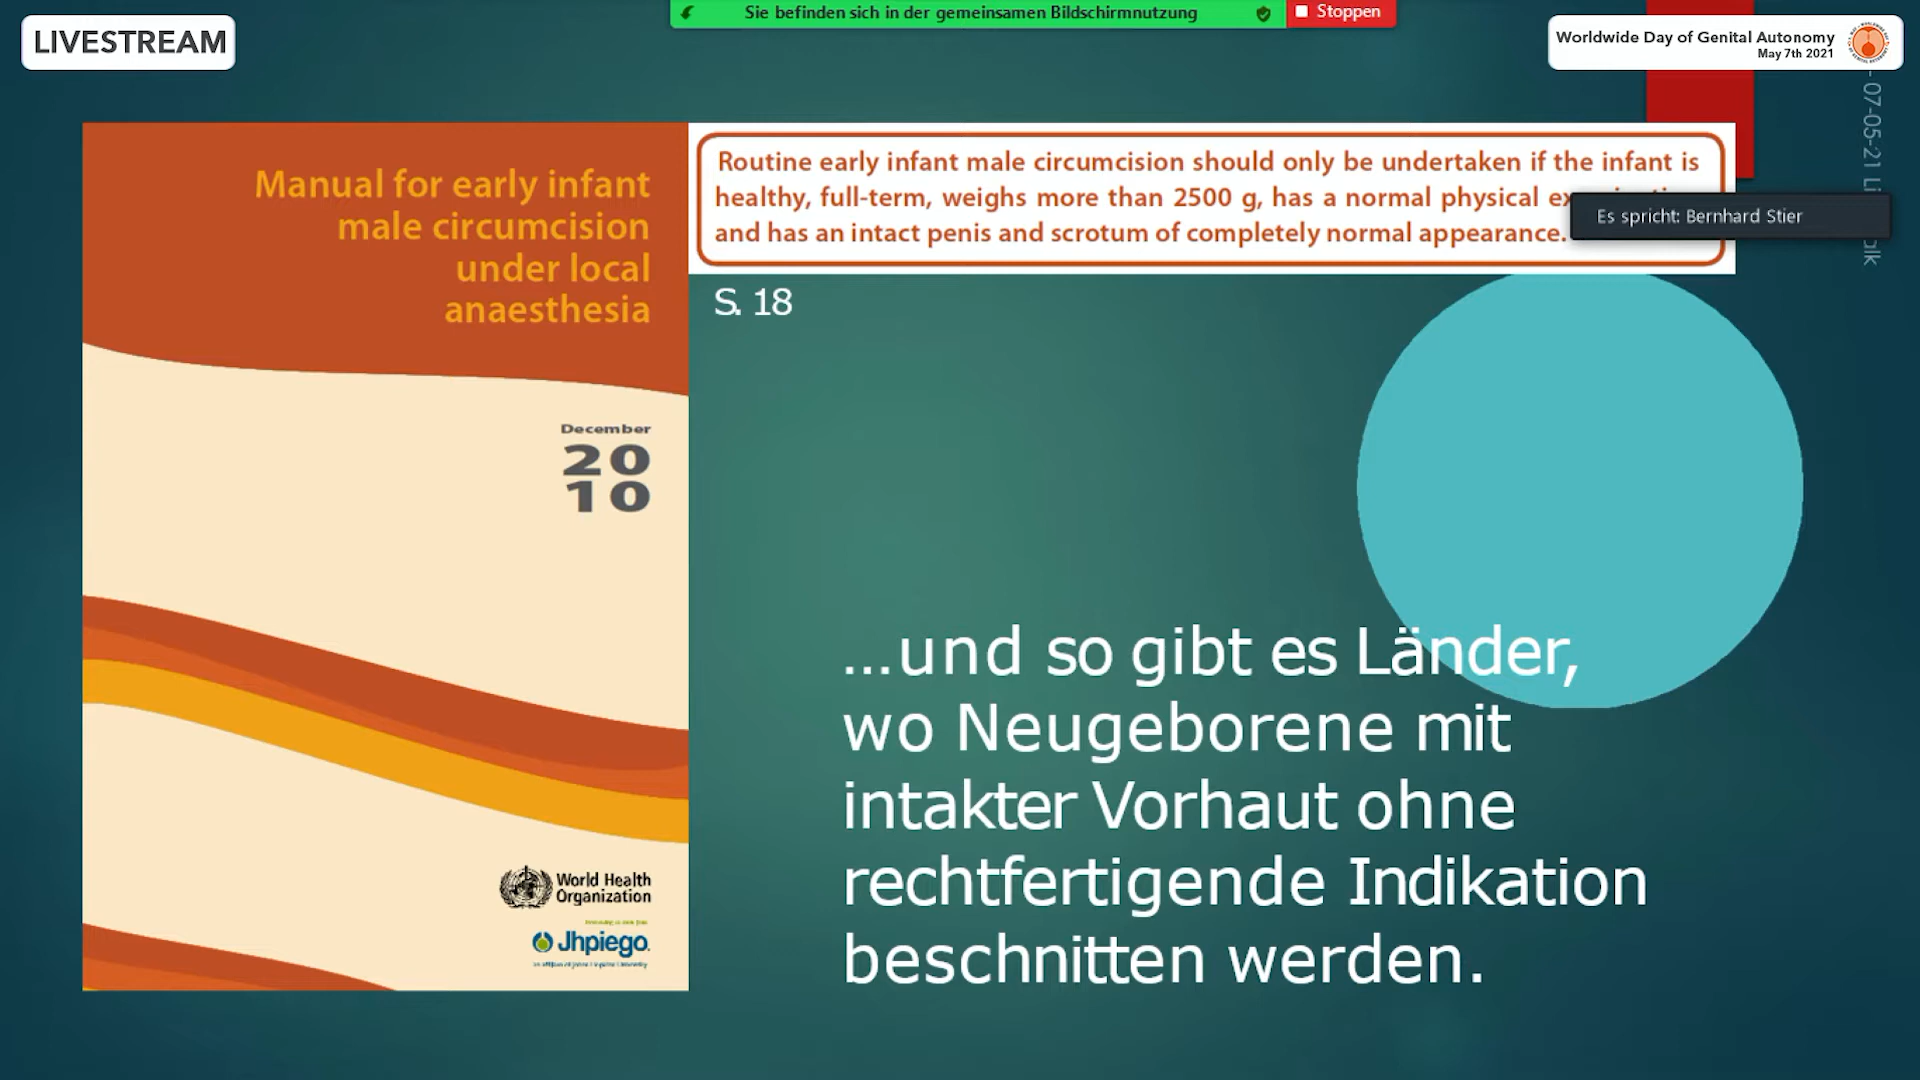 Sie befinden sich in der gemeinsamen Bildschirmnutzung
Stoppen
LIVESTREAM
Worldwide Day of Genital Autonomy
May 7th 2021
07-05-21
Manual for early infant
male circumcision
under local
anaesthesia
December
20
10
World Health
Organization
Jhpiego
Routine early infant male circumcision should only be undertaken if the infant is
healthy, full-term, weighs more than 2500 g, has a normal physical
and has an intact penis and scrotum of completely normal appearance.
Es spricht: Bernhard Stier
S. 18
...und so gibt es Länder,
wo Neugeborene mit
intakter Vorhaut ohne
rechtfertigende Indikation
beschnitten werden.